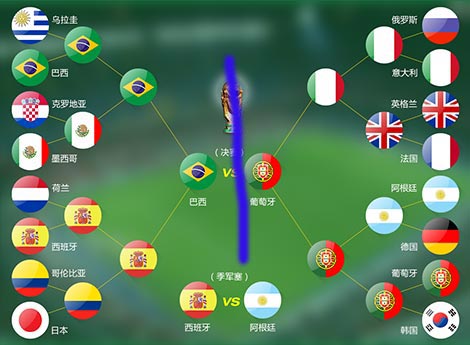 乌拉圭
巴西
克罗地亚
墨西哥
荷兰
西班牙
哥伦比亚
日本
(决赛)
VS
巴西
葡萄牙
(季军塞)
VS
西班牙
阿根廷
俄罗斯
意大利
英格兰
法国
阿根廷
德国
葡萄牙
韩国